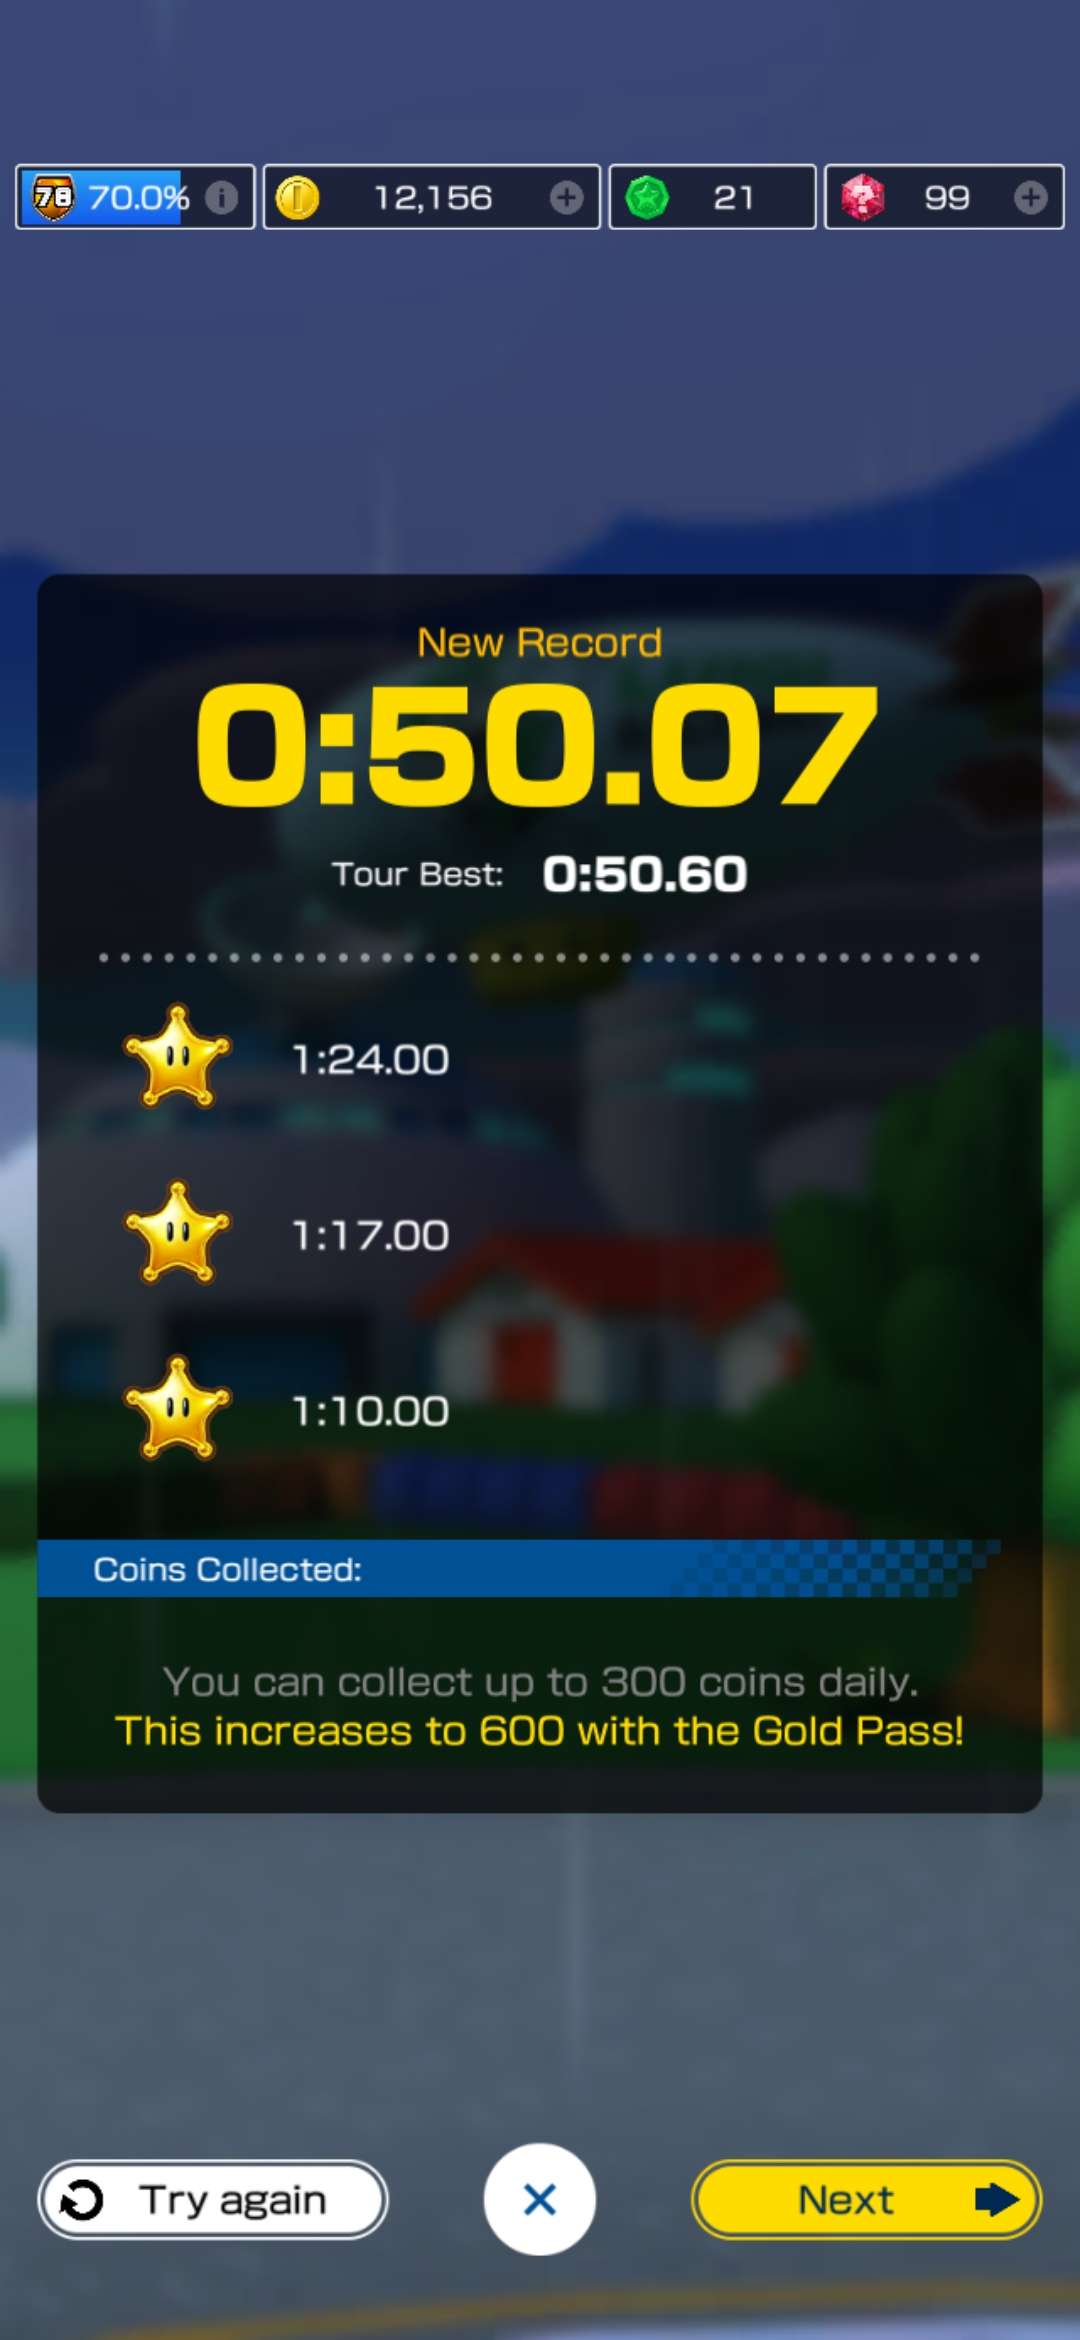 78 70.0% i 12,156 + 21 ? 99 +
New Record
0:50.07
Tour Best: 0:50.60
1:24.00
1:17.00
1:10.00
Coins Collected:
You can collect up to 300 coins daily.
This increases to 600 with the Gold Pass!
Try again × Next